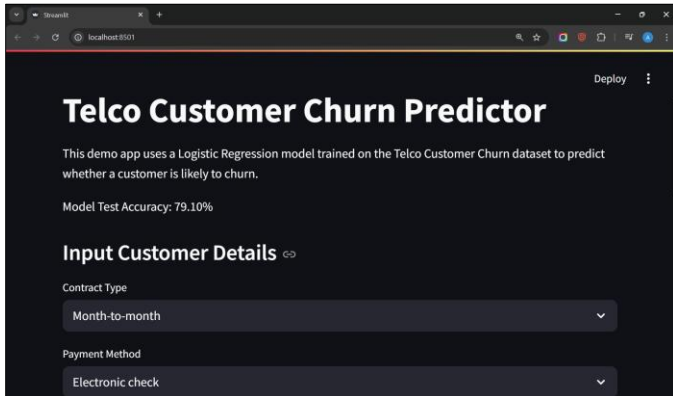 Streamlit
localhost:8501
Deploy
Telco Customer Churn Predictor
This demo app uses a Logistic Regression model trained on the Telco Customer Churn dataset to predict
whether a customer is likely to churn.
Model Test Accuracy: 79.10%
Input Customer Details
Contract Type
Month-to-month
Payment Method
Electronic check